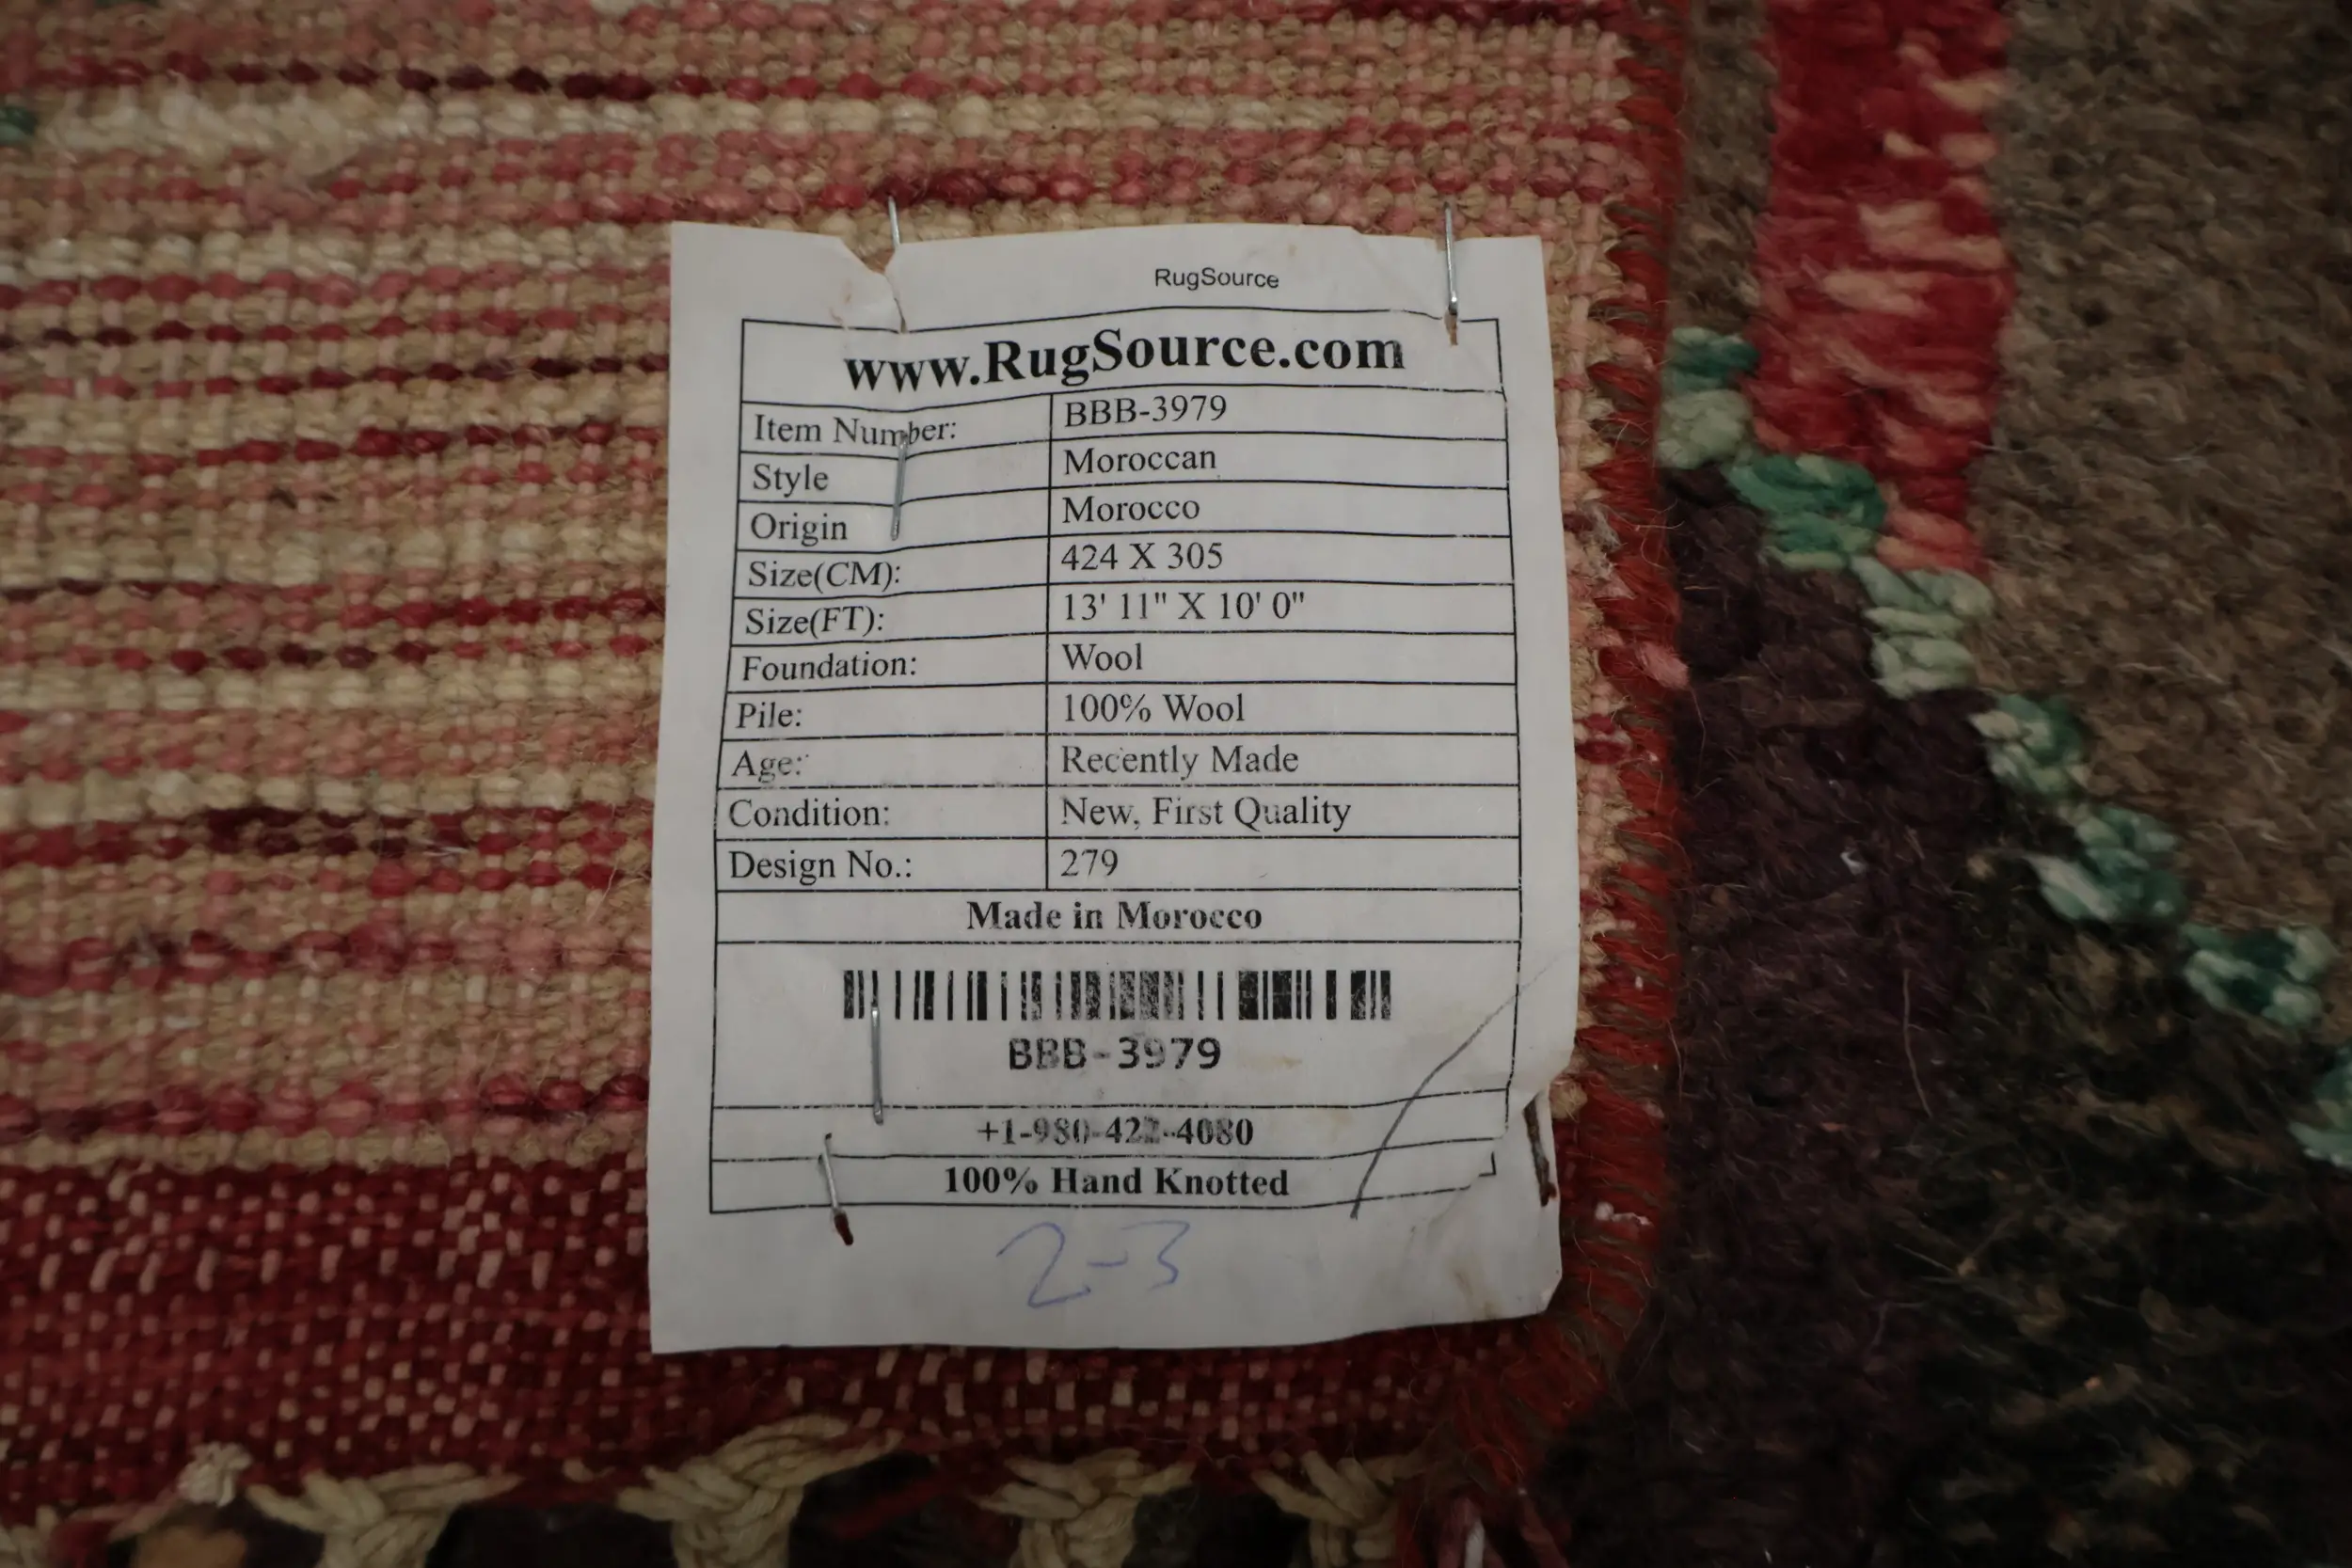 RugSource
www.RugSource.com
Item Number: BBB-3979
Style Moroccan
Origin Morocco
Size(CM): 424 X 305
Size(FT): 13' 11" X 10' 0"
Foundation: Wool
Pile: 100% Wool
Age: Recently Made
Condition: New, First Quality
Design No.: 279
Made in Morocco
BBB-3979
+1-980-422-4080
100% Hand Knotted
2-3